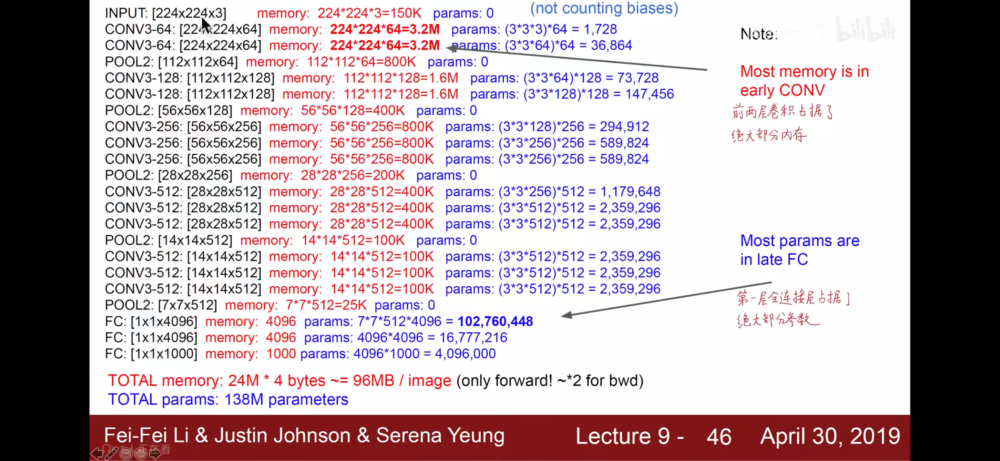 (not counting biases)
INPUT: [224x224x3] memory: 224*224*3=150K params: 0
CONV3-64: [224x224x64] memory: 224*224*64=3.2M params: (3*3*3)*64 = 1,728
CONV3-64: [224x224x64] memory: 224*224*64=3.2M params: (3*3*64)*64 = 36,864
POOL2: [112x112x64] memory: 112*112*64=800K params: 0
CONV3-128: [112x112x128] memory: 112*112*128=1.6M params: (3*3*64)*128 = 73,728
CONV3-128: [112x112x128] memory: 112*112*128=1.6M params: (3*3*128)*128 = 147,456
POOL2: [56x56x128] memory: 56*56*128=400K params: 0
CONV3-256: [56x56x256] memory: 56*56*256=800K params: (3*3*128)*256 = 294,912
CONV3-256: [56x56x256] memory: 56*56*256=800K params: (3*3*256)*256 = 589,824
CONV3-256: [56x56x256] memory: 56*56*256=800K params: (3*3*256)*256 = 589,824
POOL2: [28x28x256] memory: 28*28*256=200K params: 0
CONV3-512: [28x28x512] memory: 28*28*512=400K params: (3*3*256)*512 = 1,179,648
CONV3-512: [28x28x512] memory: 28*28*512=400K params: (3*3*512)*512 = 2,359,296
CONV3-512: [28x28x512] memory: 28*28*512=400K params: (3*3*512)*512 = 2,359,296
POOL2: [14x14x512] memory: 14*14*512=100K params: 0
CONV3-512: [14x14x512] memory: 14*14*512=100K params: (3*3*512)*512 = 2,359,296
CONV3-512: [14x14x512] memory: 14*14*512=100K params: (3*3*512)*512 = 2,359,296
CONV3-512: [14x14x512] memory: 14*14*512=100K params: (3*3*512)*512 = 2,359,296
POOL2: [7x7x512] memory: 7*7*512=25K params: 0
FC: [1x1x4096] memory: 4096 params: 7*7*512*4096 = 102,760,448
FC: [1x1x4096] memory: 4096 params: 4096*4096 = 16,777,216
FC: [1x1x1000] memory: 1000 params: 4096*1000 = 4,096,000
TOTAL memory: 24M * 4 bytes ~= 96MB / image (only forward! ~*2 for bwd)
TOTAL params: 138M parameters
Note:
bilibili
Most memory is in
early CONV
前两层卷积占据了
绝大部分内存
Most params are
in late FC
第一层全连接层占据了
绝大部分参数
Fei-Fei Li & Justin Johnson & Serena Yeung
Lecture 9 - 46
April 30, 2019
1人正在看